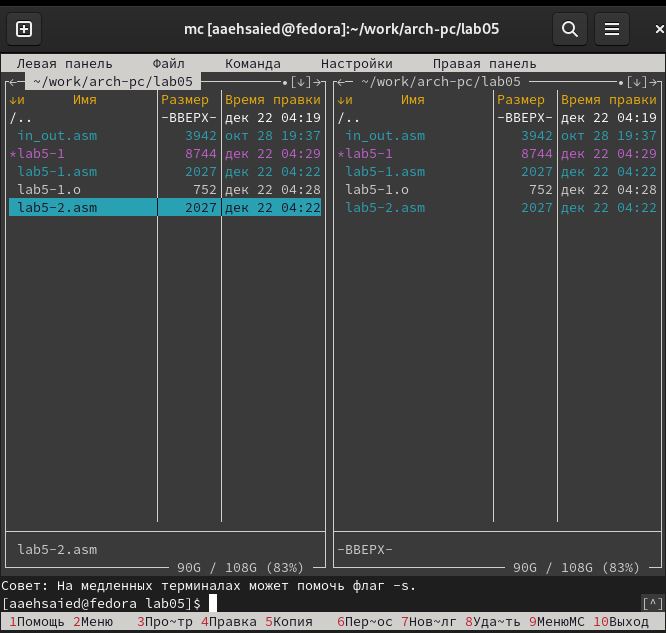 mc [aaehsaied@fedora]:~/work/arch-pc/lab05
Левая панель Файл Команда Настройки Правая панель
~/work/arch-pc/lab05 [↓] ~/work/arch-pc/lab05 [↓]
↓и Имя Размер Время правки ↓и Имя Размер Время правки
/.. -ВВЕРХ- дек 22 04:19 /.. -ВВЕРХ- дек 22 04:19
in_out.asm 3942 окт 28 19:37 in_out.asm 3942 окт 28 19:37
*lab5-1 8744 дек 22 04:29 *lab5-1 8744 дек 22 04:29
lab5-1.asm 2027 дек 22 04:22 lab5-1.asm 2027 дек 22 04:22
lab5-1.o 752 дек 22 04:28 lab5-1.o 752 дек 22 04:28
lab5-2.asm 2027 дек 22 04:22 lab5-2.asm 2027 дек 22 04:22
lab5-2.asm -ВВЕРХ-
90G / 108G (83%) 90G / 108G (83%)
Совет: На медленных терминалах может помочь флаг -s.
[aaehsaied@fedora lab05]$ [^]
1Помощь 2Меню 3Про~тр 4Правка 5Копия 6Пер~ос 7Нов~лг 8Уда~ть 9МенюМС 10Выход